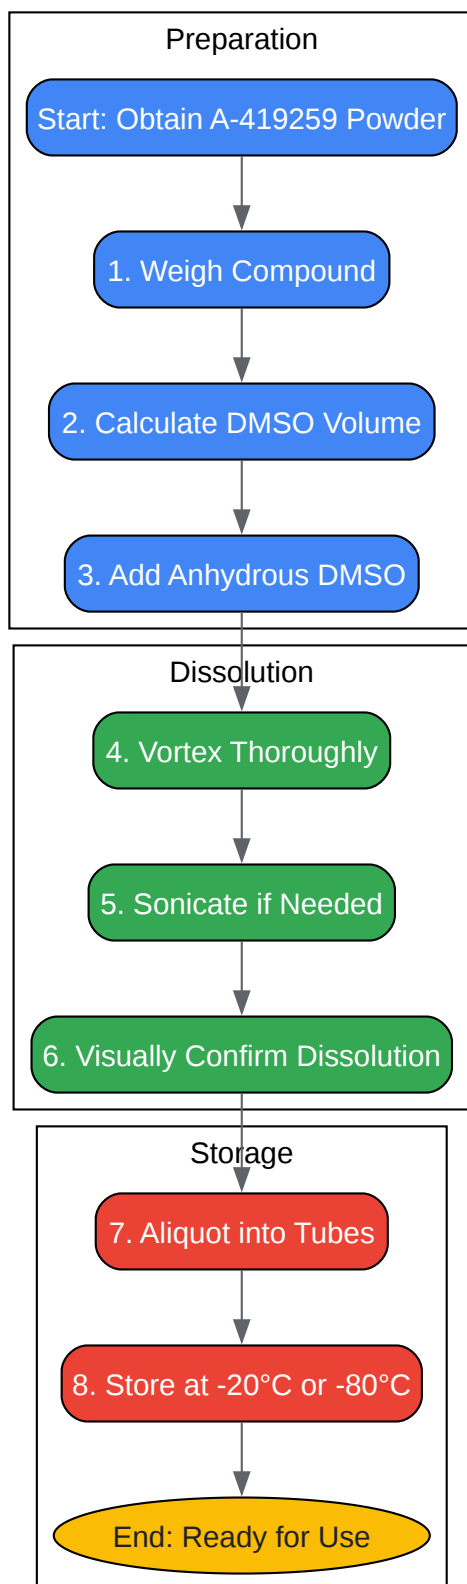 Preparation
Start: Obtain A-419259 Powder
1. Weigh Compound
2. Calculate DMSO Volume
3. Add Anhydrous DMSO
Dissolution
4. Vortex Thoroughly
5. Sonicate if Needed
6. Visually Confirm Dissolution
Storage
7. Aliquot into Tubes
8. Store at -20°C or -80°C
End: Ready for Use